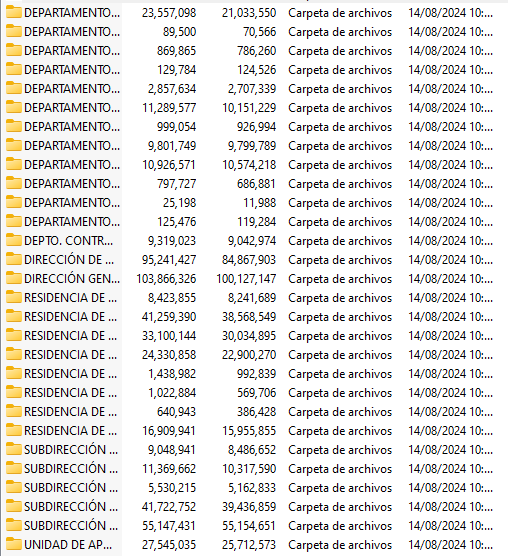 DEPARTAMENTO... 23,557,098 21,033,550 Carpeta de archivos 14/08/2024 10:...
DEPARTAMENTO... 89,500 70,566 Carpeta de archivos 14/08/2024 10:...
DEPARTAMENTO... 869,865 786,260 Carpeta de archivos 14/08/2024 10:...
DEPARTAMENTO... 129,784 124,526 Carpeta de archivos 14/08/2024 10:...
DEPARTAMENTO... 2,857,634 2,707,339 Carpeta de archivos 14/08/2024 10:...
DEPARTAMENTO... 11,289,577 10,151,229 Carpeta de archivos 14/08/2024 10:...
DEPARTAMENTO... 999,054 926,994 Carpeta de archivos 14/08/2024 10:...
DEPARTAMENTO... 9,801,749 9,799,789 Carpeta de archivos 14/08/2024 10:...
DEPARTAMENTO... 10,926,571 10,574,218 Carpeta de archivos 14/08/2024 10:...
DEPARTAMENTO... 797,727 686,881 Carpeta de archivos 14/08/2024 10:...
DEPARTAMENTO... 25,198 11,988 Carpeta de archivos 14/08/2024 10:...
DEPARTAMENTO... 125,476 119,284 Carpeta de archivos 14/08/2024 10:...
DEPTO. CONTR... 9,319,023 9,042,974 Carpeta de archivos 14/08/2024 10:...
DIRECCIÓN DE ... 95,241,427 84,867,903 Carpeta de archivos 14/08/2024 10:...
DIRECCIÓN GEN... 103,866,326 100,127,147 Carpeta de archivos 14/08/2024 10:...
RESIDENCIA DE ... 8,423,855 8,241,689 Carpeta de archivos 14/08/2024 10:...
RESIDENCIA DE ... 41,259,390 38,568,549 Carpeta de archivos 14/08/2024 10:...
RESIDENCIA DE ... 33,100,144 30,034,895 Carpeta de archivos 14/08/2024 10:...
RESIDENCIA DE ... 24,330,858 22,900,270 Carpeta de archivos 14/08/2024 10:...
RESIDENCIA DE ... 1,438,982 992,839 Carpeta de archivos 14/08/2024 10:...
RESIDENCIA DE ... 1,022,884 569,706 Carpeta de archivos 14/08/2024 10:...
RESIDENCIA DE ... 640,943 386,428 Carpeta de archivos 14/08/2024 10:...
RESIDENCIA DE ... 16,909,941 15,955,855 Carpeta de archivos 14/08/2024 10:...
SUBDIRECCIÓN ... 9,048,941 8,486,652 Carpeta de archivos 14/08/2024 10:...
SUBDIRECCIÓN ... 11,369,662 10,317,590 Carpeta de archivos 14/08/2024 10:...
SUBDIRECCIÓN ... 5,530,215 5,162,833 Carpeta de archivos 14/08/2024 10:...
SUBDIRECCIÓN ... 41,722,752 39,436,859 Carpeta de archivos 14/08/2024 10:...
SUBDIRECCIÓN ... 55,147,431 55,154,651 Carpeta de archivos 14/08/2024 10:...
UNIDAD DE AP... 27,545,035 25,712,573 Carpeta de archivos 14/08/2024 10:...